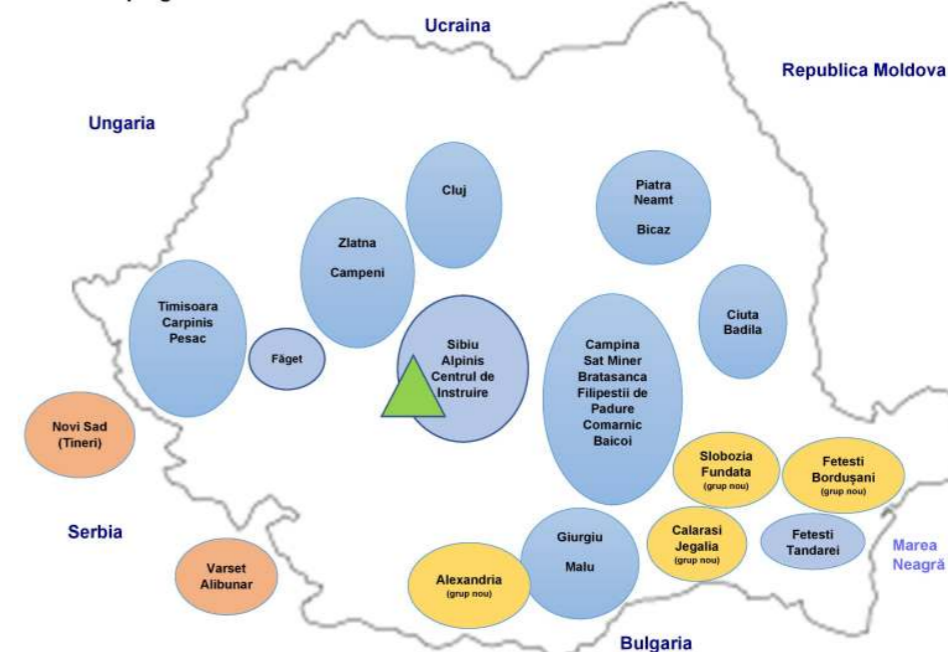 Ucraina
Republica Moldova
Ungaria
Cluj
Piatra
Neamt
Bicaz
Zlatna
Campeni
Timisoara
Carpinis
Pesac
Făget
Sibiu
Alpinis
Centrul de
Instruire
Campina
Sat Miner
Bratasanca
Filipestii de
Padure
Comarnic
Baicoi
Ciuta
Badila
Novi Sad
(Tineri)
Slobozia
Fundata
(grup nou)
Fetesti
Bordușani
(grup nou)
Serbia
Varset
Alibunar
Alexandria
(grup nou)
Giurgiu
Malu
Calarasi
Jegalia
(grup nou)
Fetesti
Tandarei
Marea
Neagră
Bulgaria